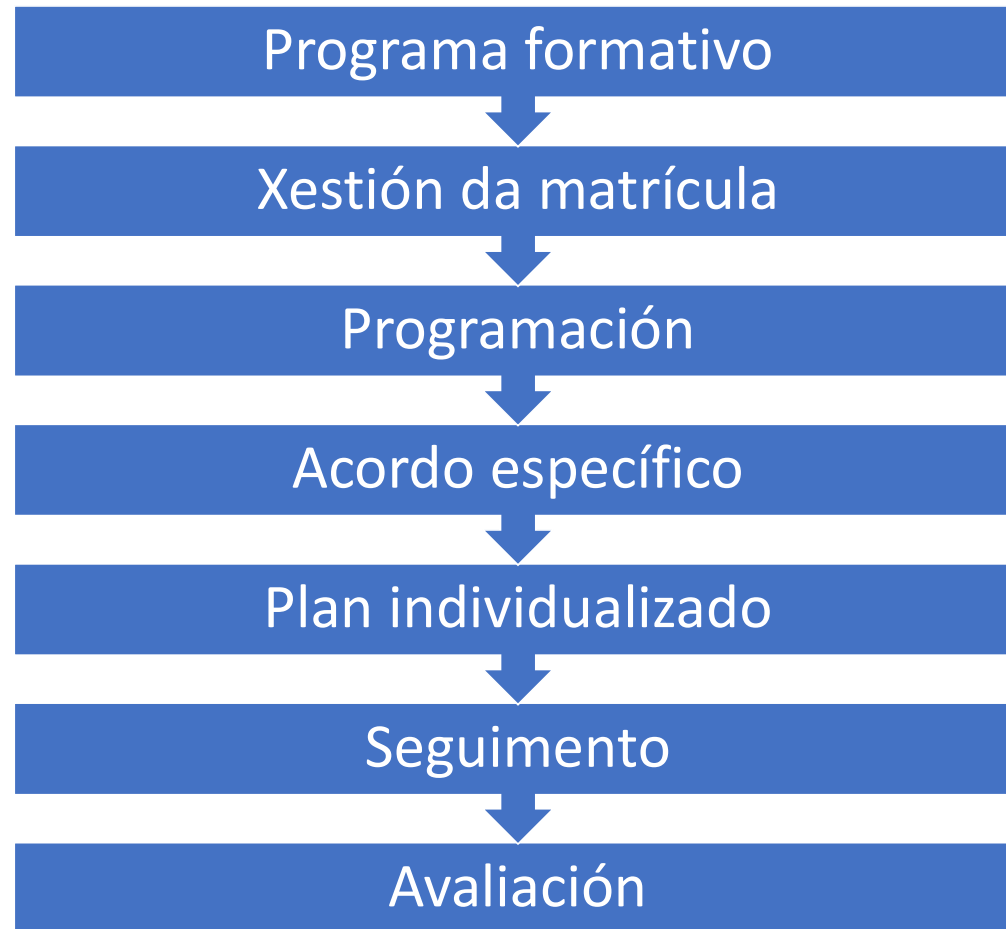 Programa formativo
Xestión da matrícula
Programación
Acordo específico
Plan individualizado
Seguimento
Avaliación